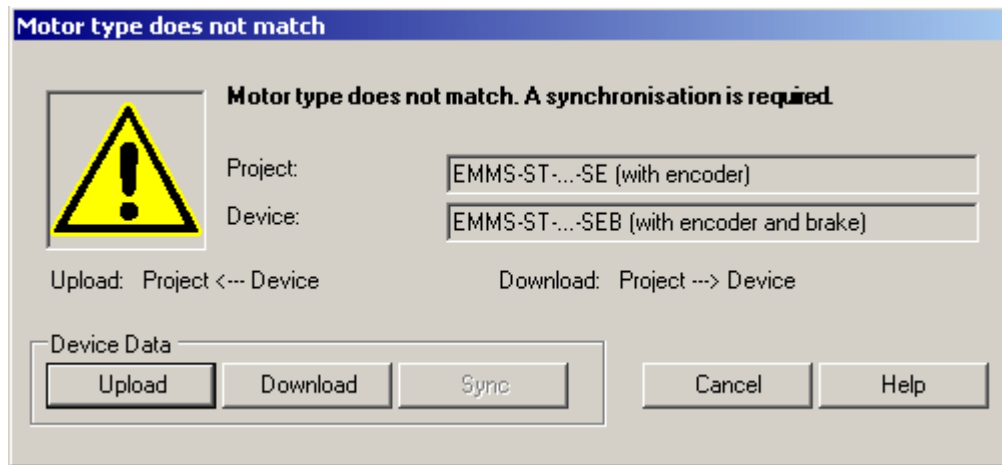 Motor type does not match
Motor type does not match. A synchronisation is required.
Project: EMMS-ST-...-SE (with encoder)
Device: EMMS-ST-...-SEB (with encoder and brake)
Upload: Project <--- Device Download: Project ---> Device
Device Data
Upload Download Sync Cancel Help